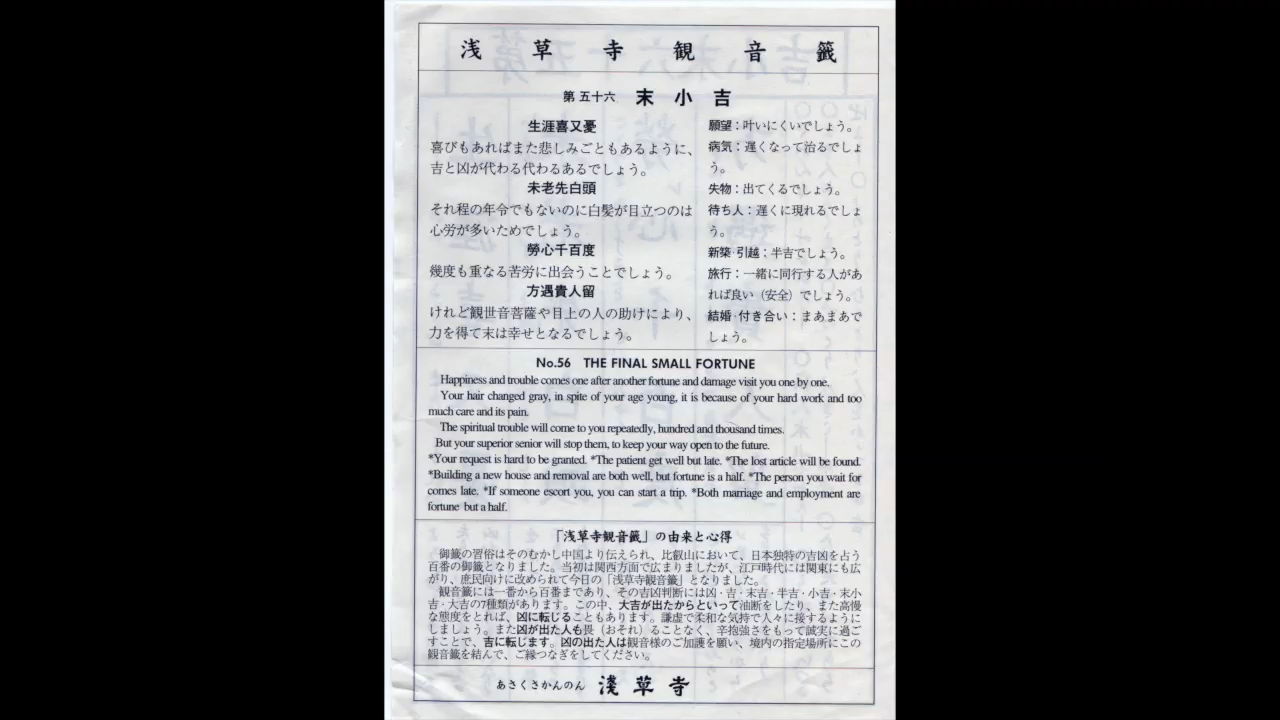 浅草寺観音籤
第五十六 末小吉
生涯喜又憂
喜びもあればまた悲しみごともあるように、
吉と凶が代わる代わるあるでしょう。
未老先白頭
それ程の年令でもないのに白髪が目立つのは
心労が多いためでしょう。
勞心千百度
幾度も重なる苦労に出会うことでしょう。
方遇貴人留
けれど観世音菩薩や目上の人の助けにより、
力を得て末は幸せとなるでしょう。
願望：叶いにくいでしょう。
病気：遅くなって治るでしょ
う。
失物：出てくるでしょう。
待ち人：遅くに現れるでしょ
う。
新築·引越：半吉でしょう。
旅行：一緒に同行する人があ
れば良い（安全）でしょう。
結婚·付き合い：まあまあで
しょう。
No.56 THE FINAL SMALL FORTUNE
Happiness and trouble comes one after another fortune and damage visit you one by one.
Your hair changed gray, in spite of your age young, it is because of your hard work and too
much care and its pain.
The spiritual trouble will come to you repeatedly, hundred and thousand times.
But your superior senior will stop them, to keep your way open to the future.
*Your request is hard to be granted. *The patient get well but late. *The lost article will be found.
*Building a new house and removal are both well, but fortune is a half. *The person you wait for
comes late. *If someone escort you, you can start a trip. *Both marriage and employment are
fortune but a half.
「浅草寺観音籤」の由来と心得
御籤の習俗はそのむかし中国より伝えられ、比叡山において、日本独特の吉凶を占う
百番の御籤となりました。当初は関西方面で広まりましたが、江戸時代には関東にも広
がり、庶民向けに改められて今日の「浅草寺観音籤」となりました。
観音籤には一番から百番まであり、その吉凶判断には凶·吉·末吉·半吉·小吉·末小
吉·大吉の7種類があります。この中、大吉が出たからといって油断をしたり、また高慢
な態度をとれば、凶に転じることもあります。謙虚で柔和な気持で人々に接するように
しましょう。また凶が出た人も畏（おそれ）ることなく、辛抱強さをもって誠実に過ご
すことで、吉に転じます。凶の出た人は観音様のご加護を願い、境内の指定場所にこの
観音籤を結んで、ご縁つなぎをしてください。
あさくさかんのん 淺草寺